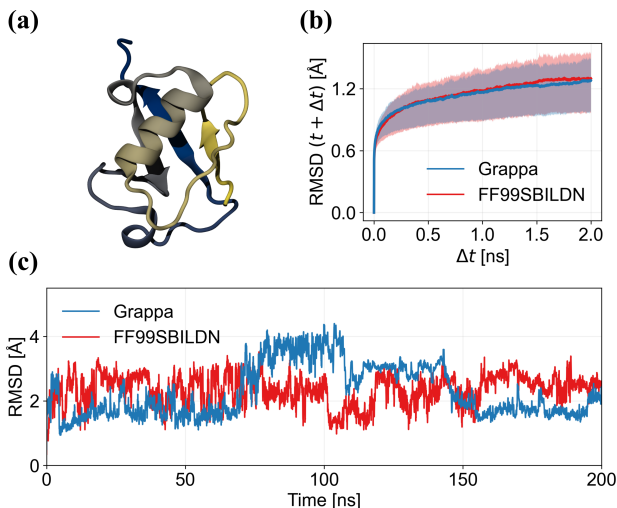 (a)
(b)
RMSD (t + Δt) [Å]
1.2
0.6
0.0
Grappa
FF99SBILDN
0.0 0.5 1.0 1.5 2.0
Δt [ns]
(c)
RMSD [Å]
4
2
0
Grappa
FF99SBILDN
0 50 100 150 200
Time [ns]